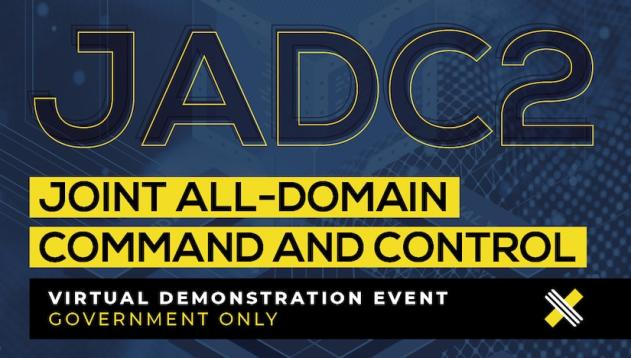 JADC2
JOINT ALL-DOMAIN
COMMAND AND CONTROL
VIRTUAL DEMONSTRATION EVENT
GOVERNMENT ONLY